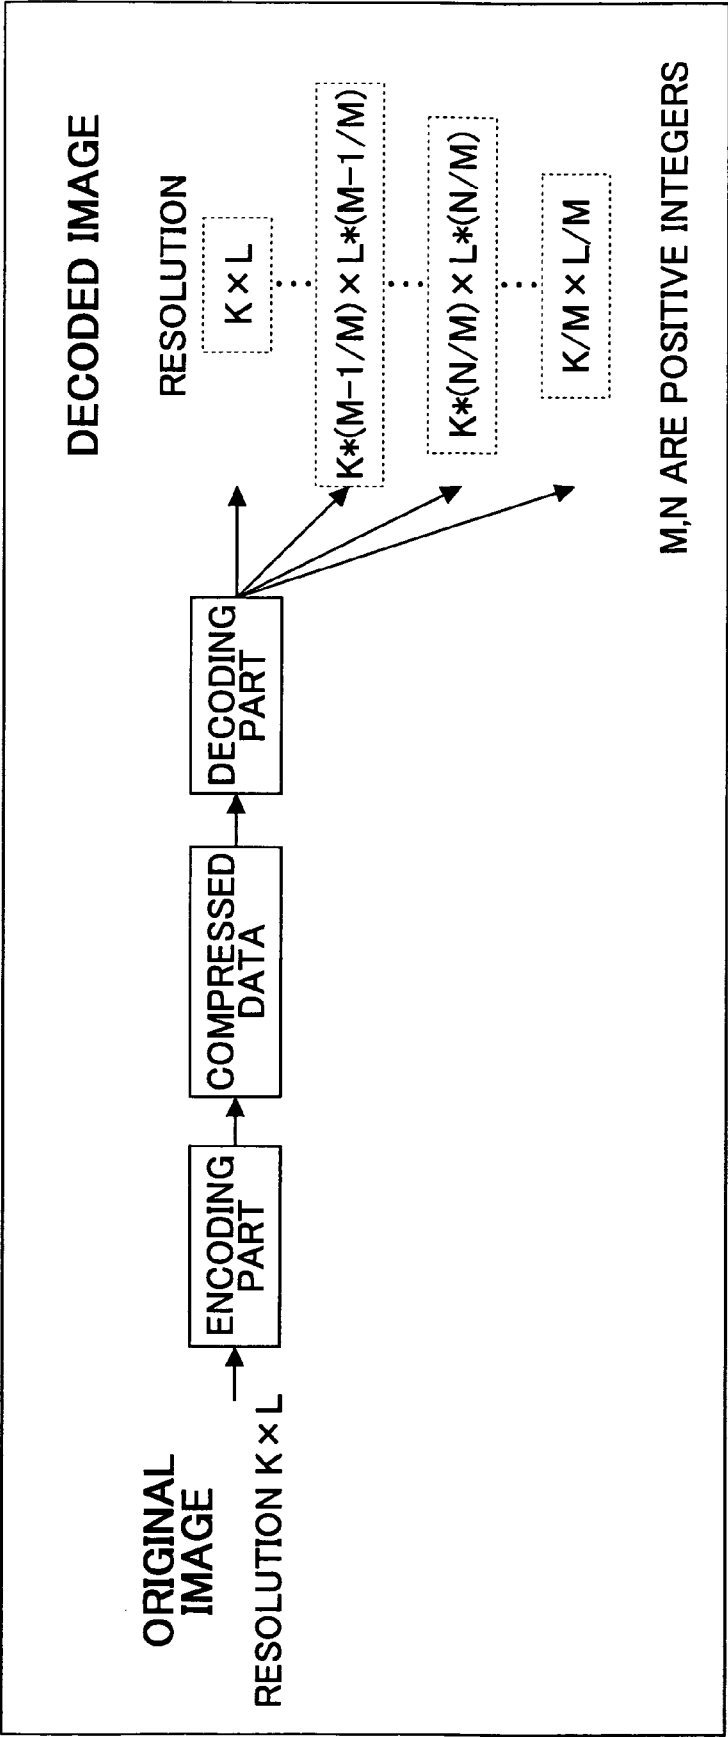 ORIGINAL
IMAGE
RESOLUTION K × L
ENCODING
PART
COMPRESSED
DATA
DECODING
PART
DECODED IMAGE
RESOLUTION
K × L
K*(M-1/M) × L*(M-1/M)
K*(N/M) × L*(N/M)
K/M × L/M
M,N ARE POSITIVE INTEGERS